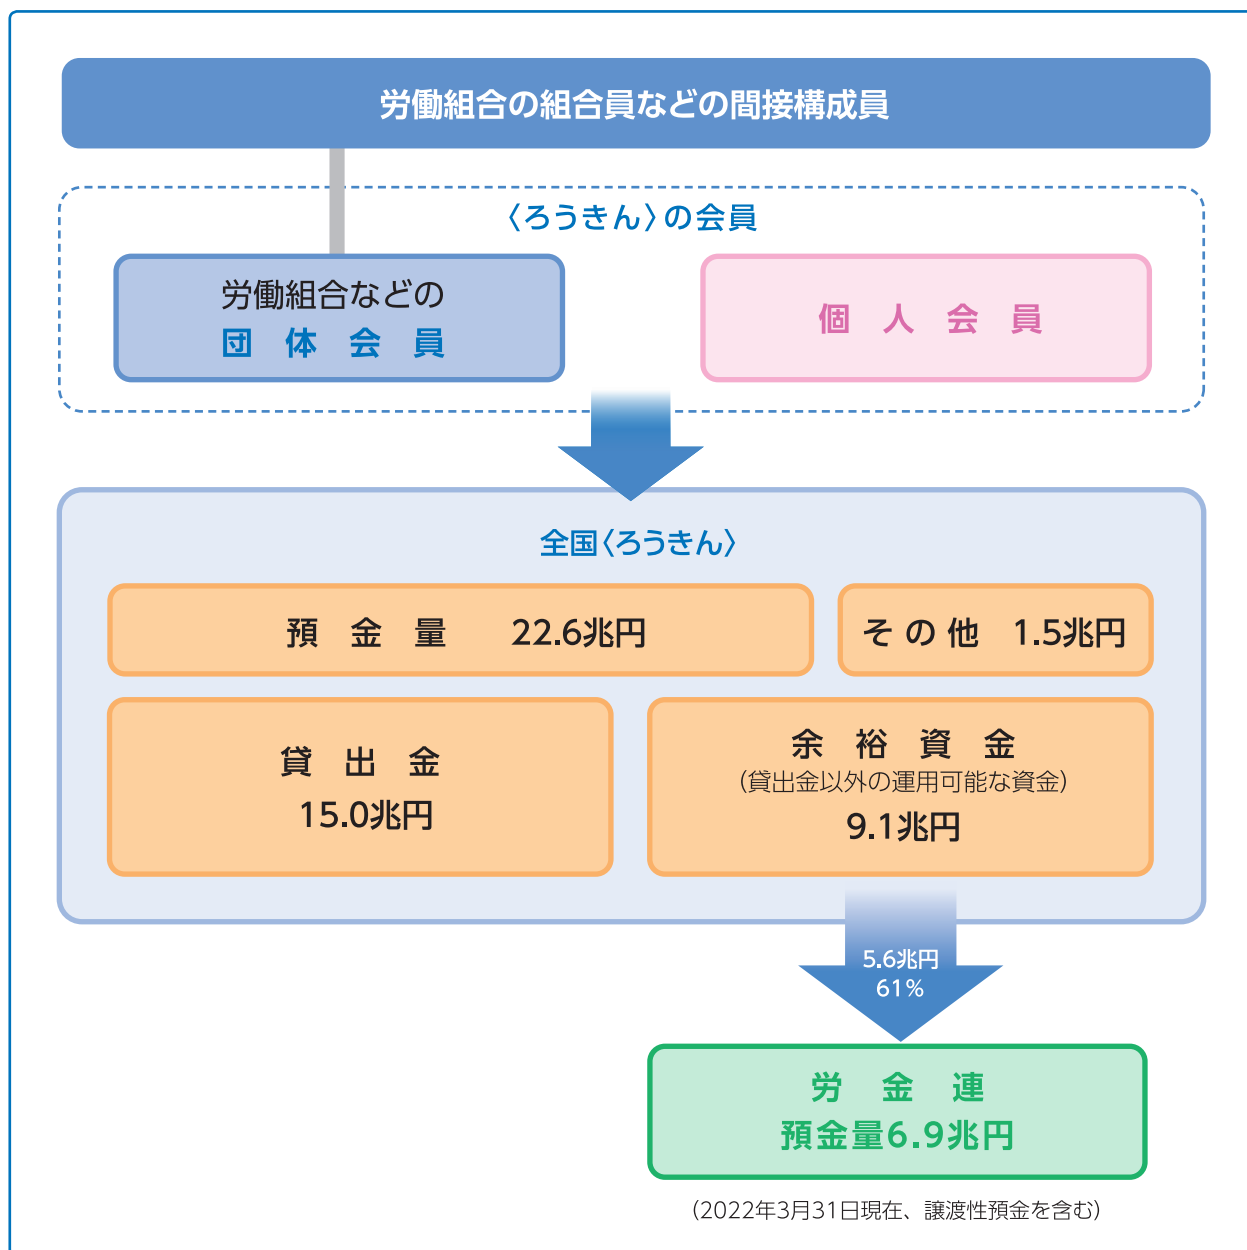 労働組合の組合員などの間接構成員
〈ろうきん〉の会員
労働組合などの
団体会員
個人会員
全国〈ろうきん〉
預金量 22.6兆円
その他 1.5兆円
貸出金
15.0兆円
余裕資金
(貸出金以外の運用可能な資金)
9.1兆円
5.6兆円
61%
労金連
預金量6.9兆円
(2022年3月31日現在、譲渡性預金を含む)